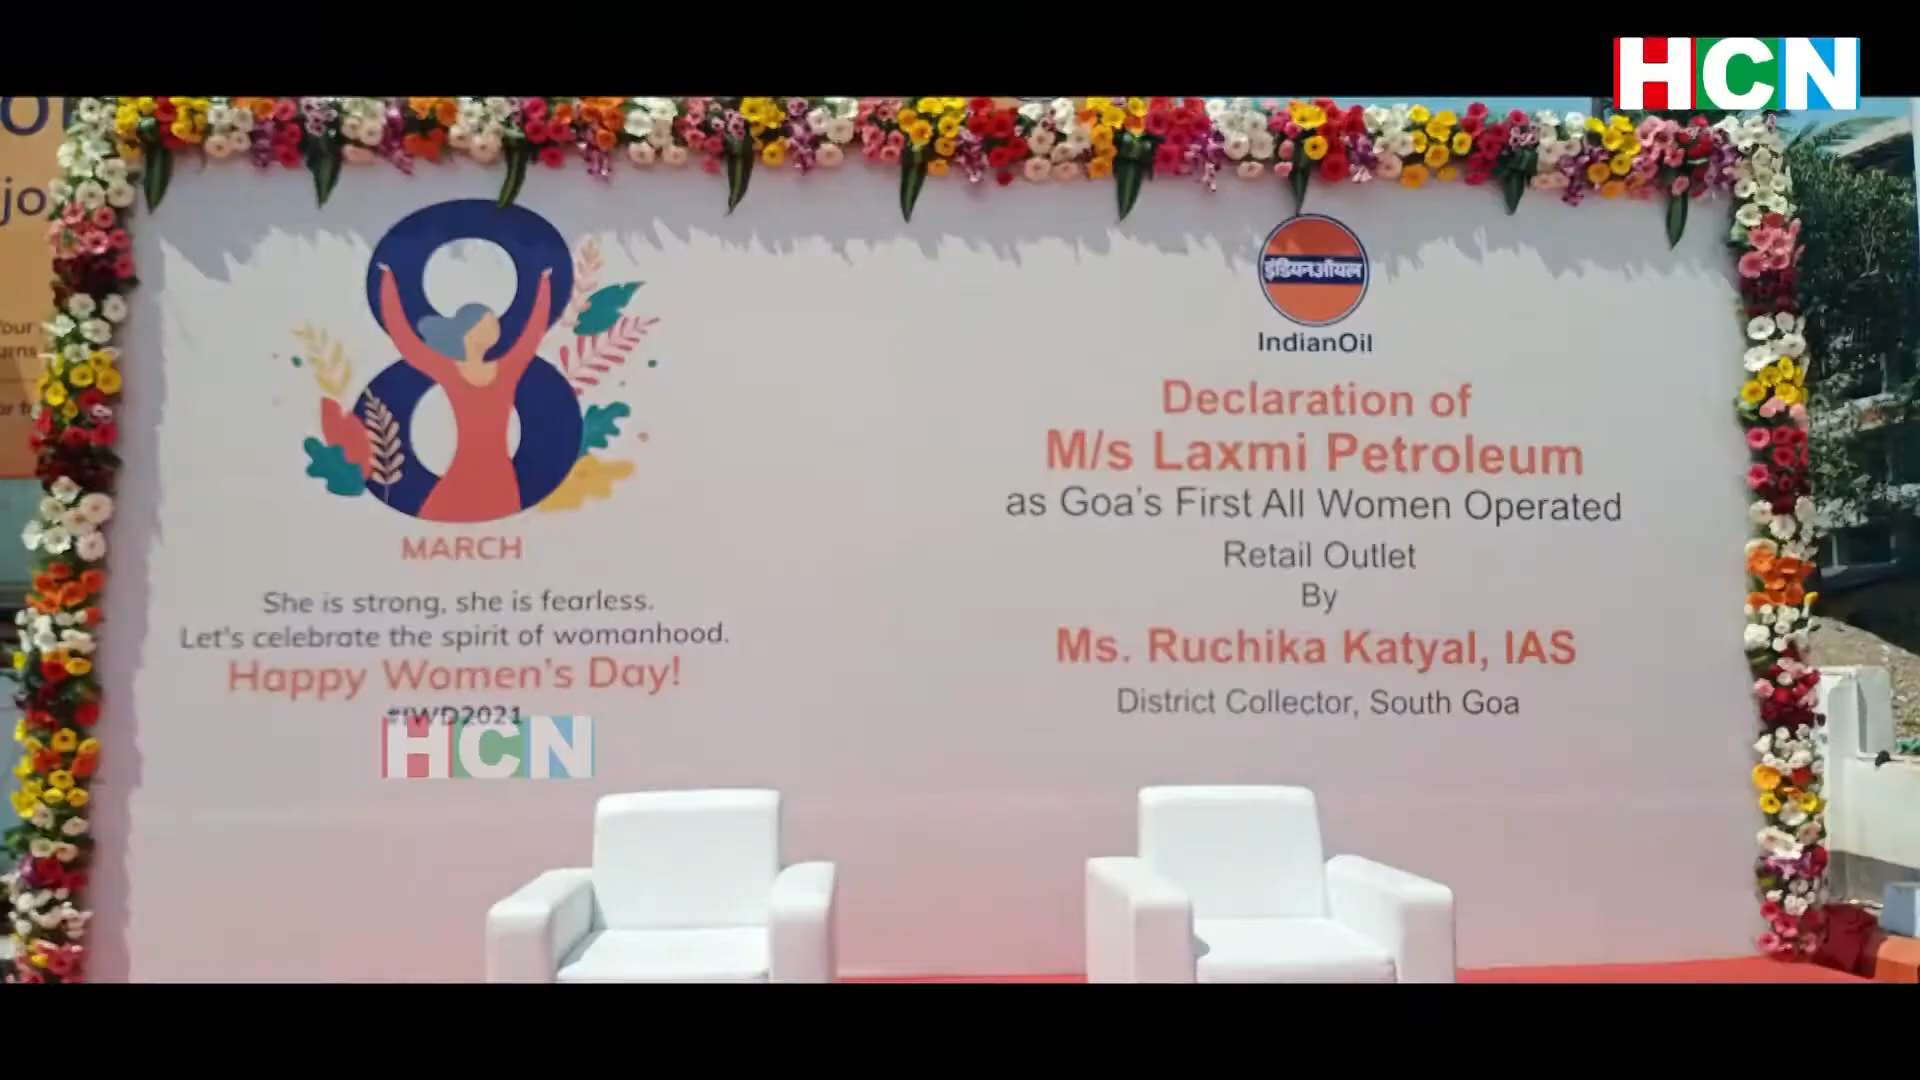 HCN
8
MARCH
She is strong, she is fearless.
Let's celebrate the spirit of womanhood.
Happy Women's Day!
#IWD2021
HCN
इंडियनऑयल
IndianOil
Declaration of
M/s Laxmi Petroleum
as Goa's First All Women Operated
Retail Outlet
By
Ms. Ruchika Katyal, IAS
District Collector, South Goa